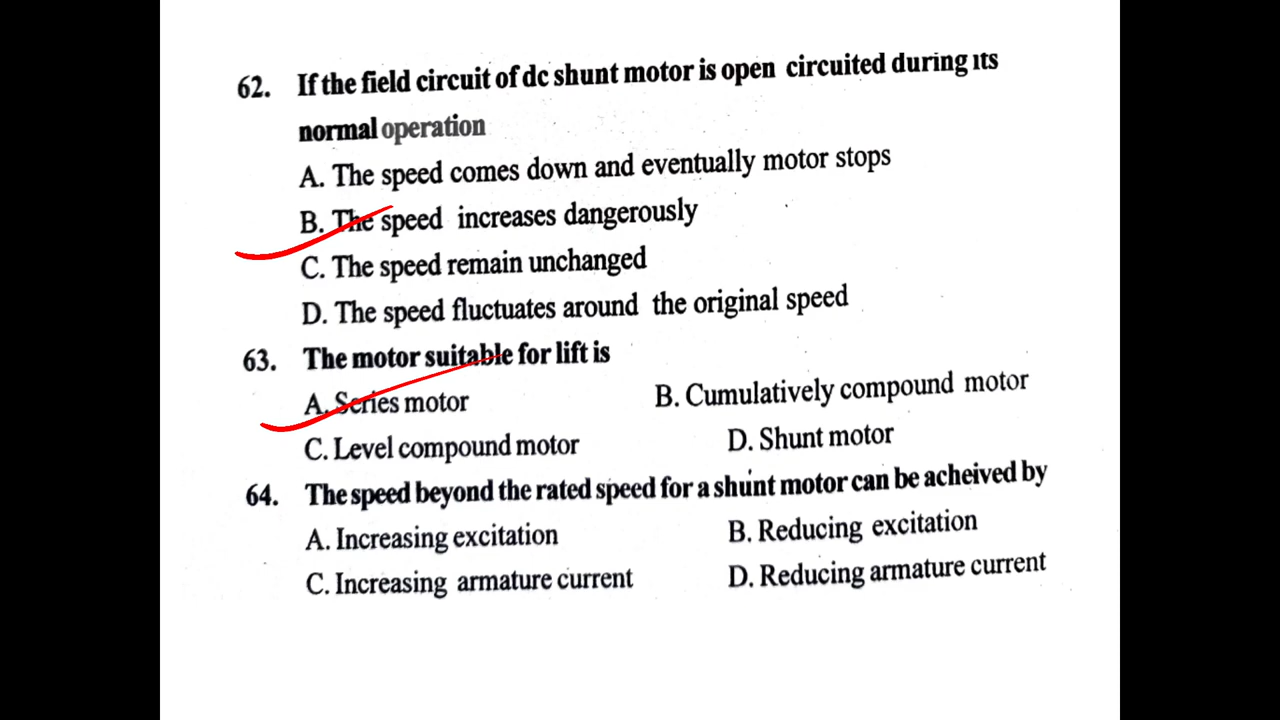 62. If the field circuit of dc shunt motor is open circuited during its
normal operation
A. The speed comes down and eventually motor stops
B. The speed increases dangerously
C. The speed remain unchanged
D. The speed fluctuates around the original speed
63. The motor suitable for lift is
A. Series motor B. Cumulatively compound motor
C. Level compound motor D. Shunt motor
64. The speed beyond the rated speed for a shunt motor can be acheived by
A. Increasing excitation B. Reducing excitation
C. Increasing armature current D. Reducing armature current